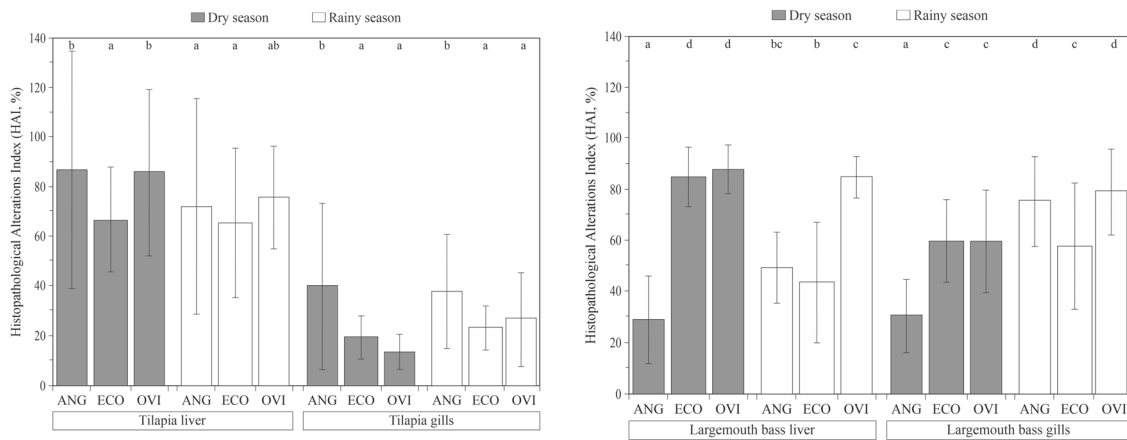 Dry season Rainy season
Histopathological Alterations Index (HAI, %)
140
120
100
80
60
40
20
0
b a b a a ab b a a b a a
ANG ECO OVI ANG ECO OVI ANG ECO OVI ANG ECO OVI
Tilapia liver Tilapia gills
Dry season Rainy season
Histopathological Alterations Index (HAI, %)
140
120
100
80
60
40
20
0
a d d bc b c a c c d c d
ANG ECO OVI ANG ECO OVI ANG ECO OVI ANG ECO OVI
Largemouth bass liver Largemouth bass gills